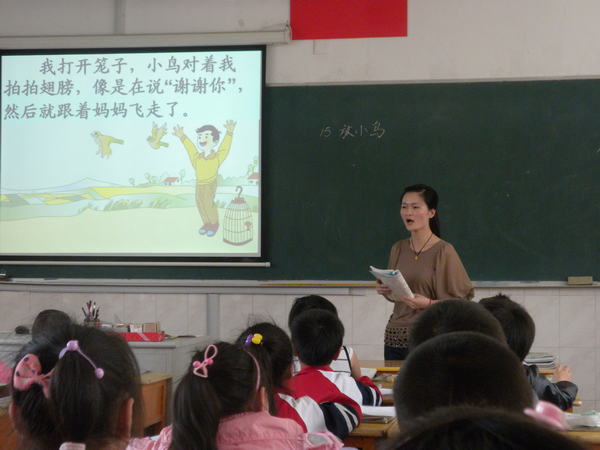 我打开笼子，小鸟对着我
拍拍翅膀，像是在说“谢谢你”，
然后就跟着妈妈飞走了。
15 放小鸟